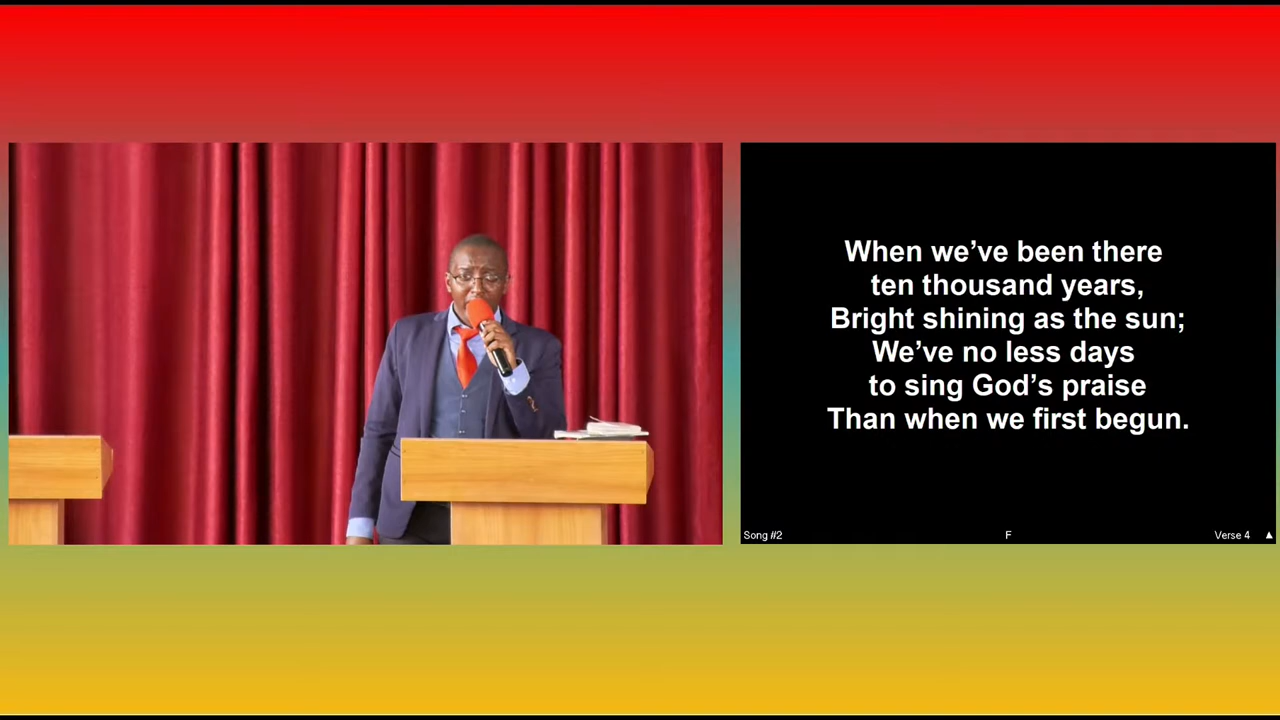 When we’ve been there
ten thousand years,
Bright shining as the sun;
We’ve no less days
to sing God’s praise
Than when we first begun.
Song #2
F
Verse 4 ▲